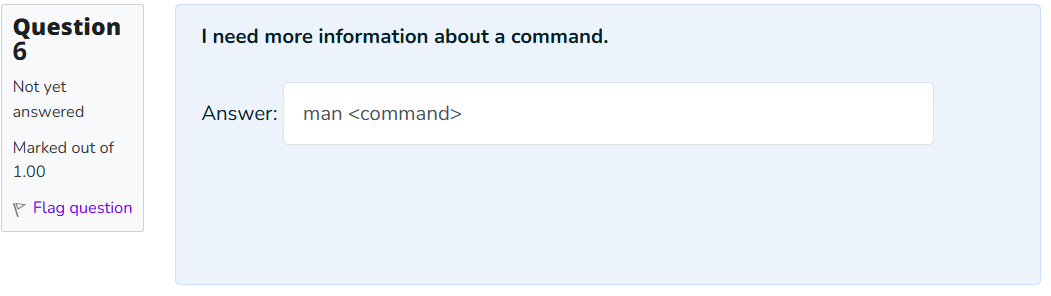 Question
6
Not yet
answered
Marked out of
1.00
Flag question
I need more information about a command.
Answer: man <command>